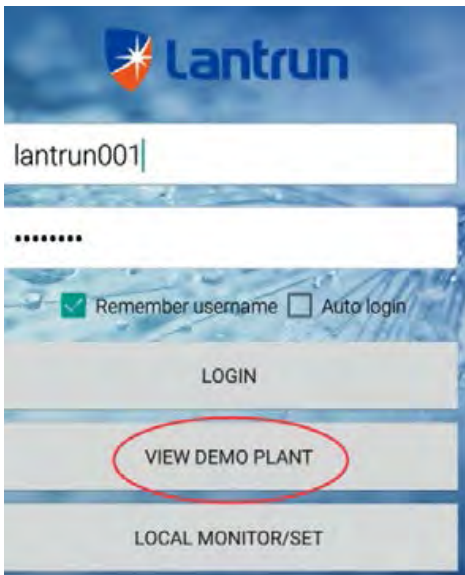 Lantrun
lantrun001
••••••••
Remember username Auto login
LOGIN
VIEW DEMO PLANT
LOCAL MONITOR/SET